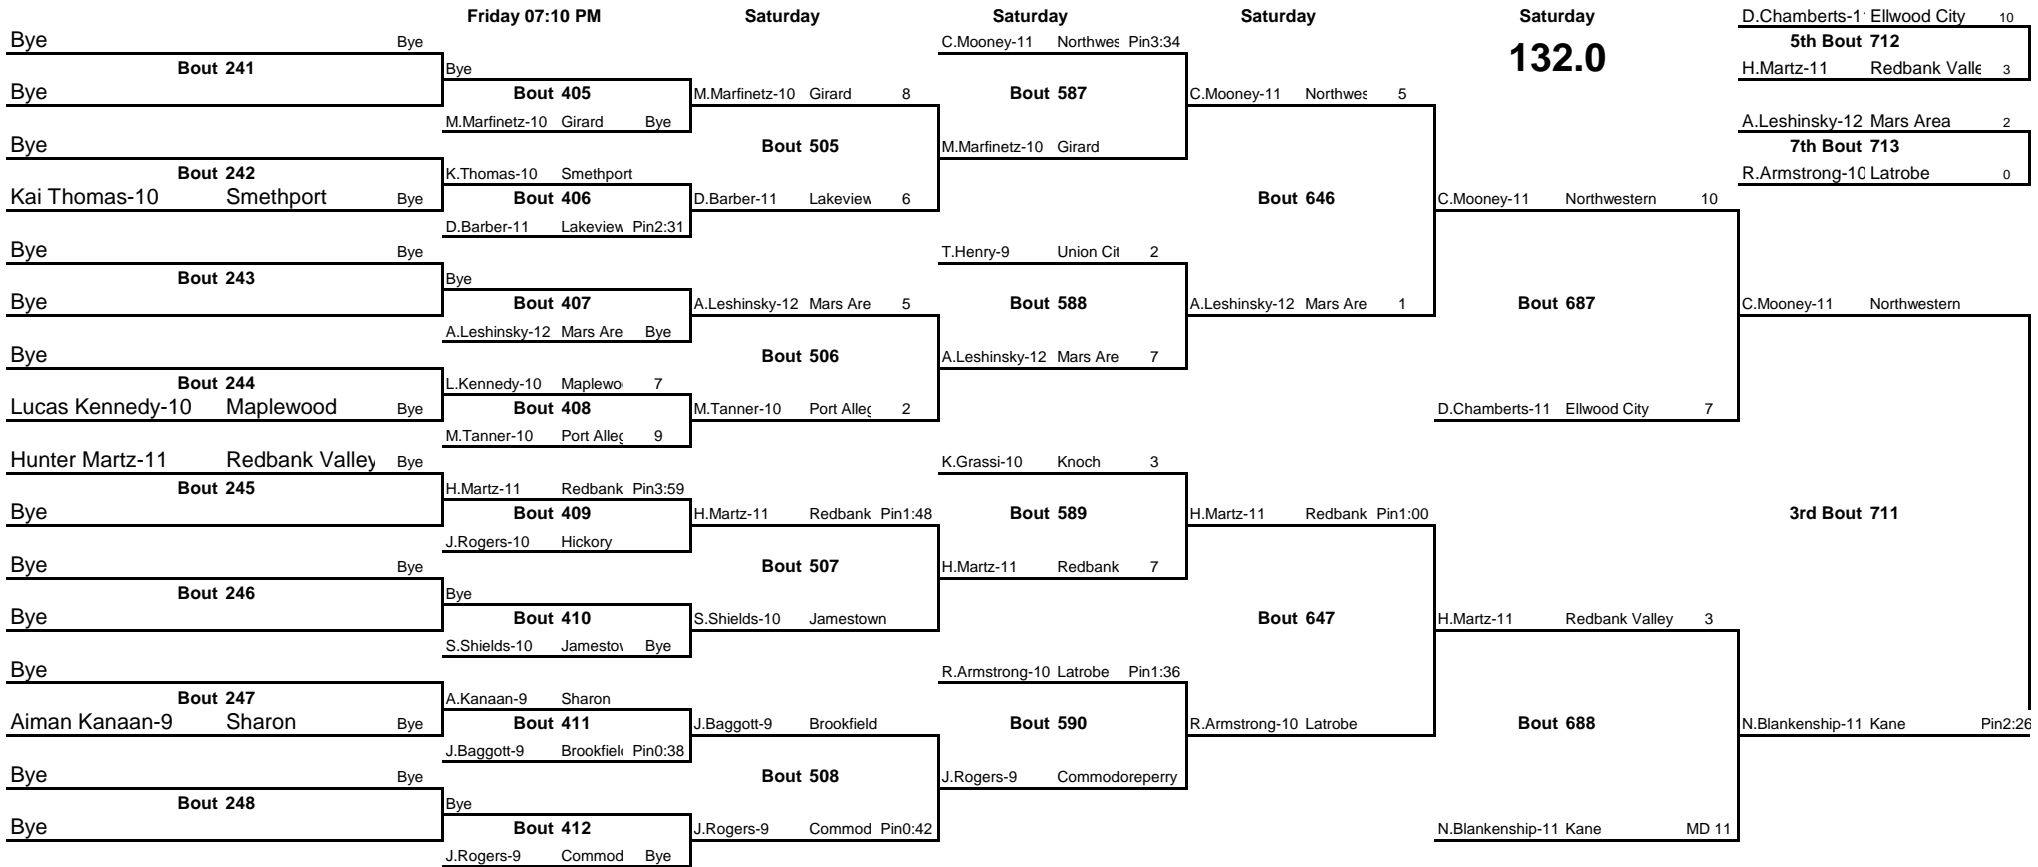 Friday 07:10 PM Saturday Saturday Saturday Saturday
132.0
Bye Bye
Bout 241
Bye
Bye
Bout 242
Kai Thomas-10 Smethport Bye
Bye Bye
Bout 243
Bye
Bye
Bout 244
Lucas Kennedy-10 Maplewood Bye
Hunter Martz-11 Redbank Valley Bye
Bout 245
Bye
Bye Bye
Bout 246
Bye
Bye
Bout 247
Aiman Kanaan-9 Sharon Bye
Bye Bye
Bout 248
Bye
Bye
Bout 405
M.Marfinetz-10 Girard Bye
K.Thomas-10 Smethport
Bout 406
D.Barber-11 Lakeview Pin2:31
Bye
Bout 407
A.Leshinsky-12 Mars Are Bye
L.Kennedy-10 Maplewo 7
Bout 408
M.Tanner-10 Port Alleg 9
H.Martz-11 Redbank Pin3:59
Bout 409
J.Rogers-10 Hickory
Bye
Bout 410
S.Shields-10 Jamestov Bye
A.Kanaan-9 Sharon
Bout 411
J.Baggott-9 Brookfiel Pin0:38
Bye
Bout 412
J.Rogers-9 Commod Bye
M.Marfinetz-10 Girard 8
Bout 505
D.Barber-11 Lakeview 6
A.Leshinsky-12 Mars Are 5
Bout 506
M.Tanner-10 Port Alleg 2
H.Martz-11 Redbank Pin1:48
Bout 507
S.Shields-10 Jamestown
J.Baggott-9 Brookfield
Bout 508
J.Rogers-9 Commod Pin0:42
C.Mooney-11 Northwes Pin3:34
Bout 587
M.Marfinetz-10 Girard
T.Henry-9 Union Cit 2
Bout 588
A.Leshinsky-12 Mars Are 7
K.Grassi-10 Knoch 3
Bout 589
H.Martz-11 Redbank 7
R.Armstrong-10 Latrobe Pin1:36
Bout 590
J.Rogers-9 Commodoreperry
C.Mooney-11 Northwes 5
Bout 646
A.Leshinsky-12 Mars Are 1
H.Martz-11 Redbank Pin1:00
Bout 647
R.Armstrong-10 Latrobe
C.Mooney-11 Northwestern 10
Bout 687
D.Chamberts-11 Ellwood City 7
H.Martz-11 Redbank Valley 3
Bout 688
N.Blankenship-11 Kane MD 11
D.Chamberts-1 Ellwood City 10
5th Bout 712
H.Martz-11 Redbank Valle 3
A.Leshinsky-12 Mars Area 2
7th Bout 713
R.Armstrong-10 Latrobe 0
C.Mooney-11 Northwestern
3rd Bout 711
N.Blankenship-11 Kane Pin2:26